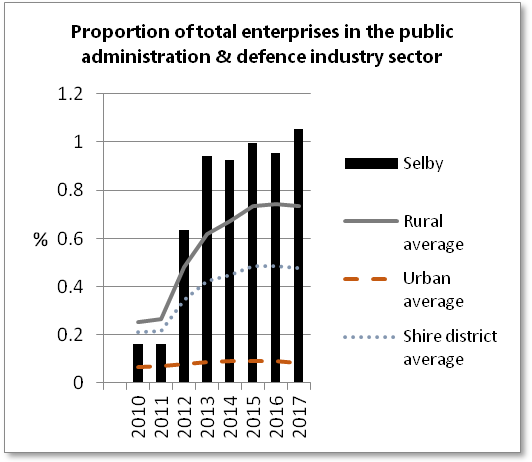 Proportion of total enterprises in the public
administration & defence industry sector
1.2
1
0.8
0.6
0.4
0.2
0
%
2010
2011
2012
2013
2014
2015
2016
2017
Selby
Rural
average
Urban
average
Shire district
average